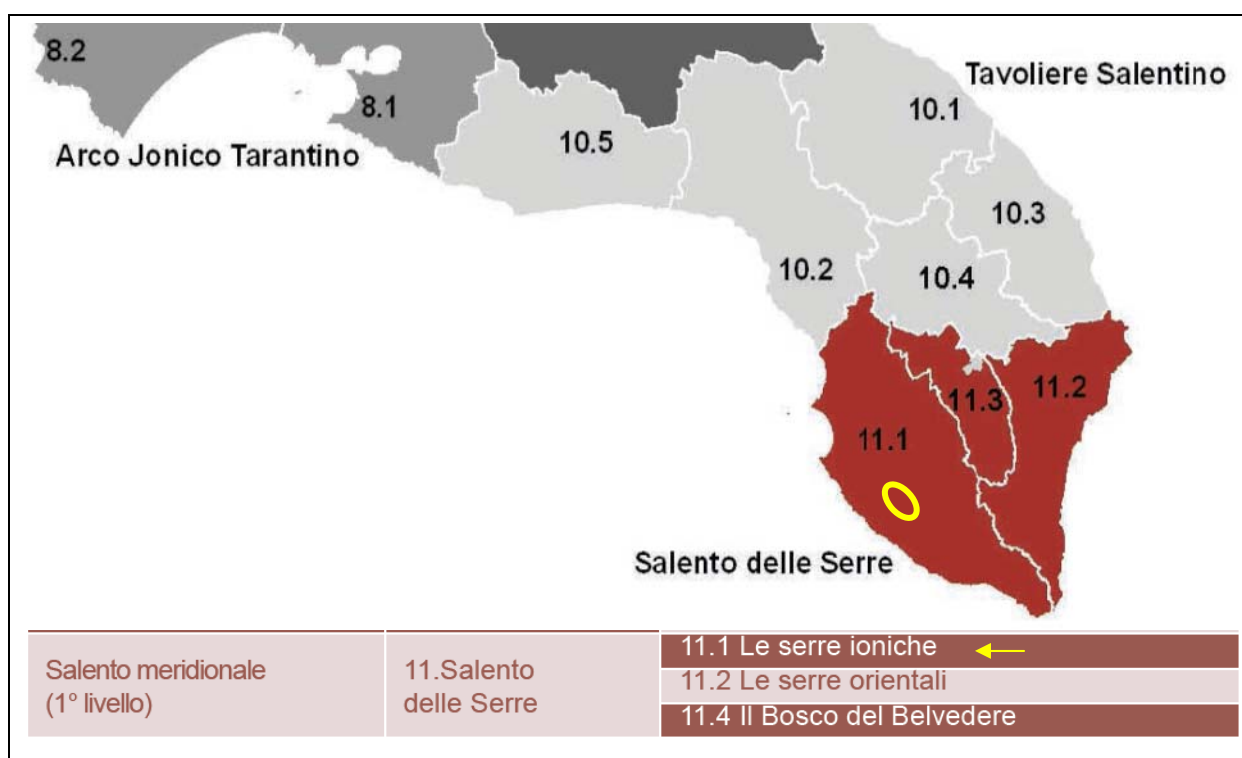 8.2
Tavoliere Salentino
8.1
10.1
Arco Jonico Tarantino
10.5
10.3
10.2
10.4
11.2
11.3
11.1
Salento delle Serre
Salento meridionale
(1° livello)
11.Salento
delle Serre
11.1 Le serre ioniche
11.2 Le serre orientali
11.4 Il Bosco del Belvedere